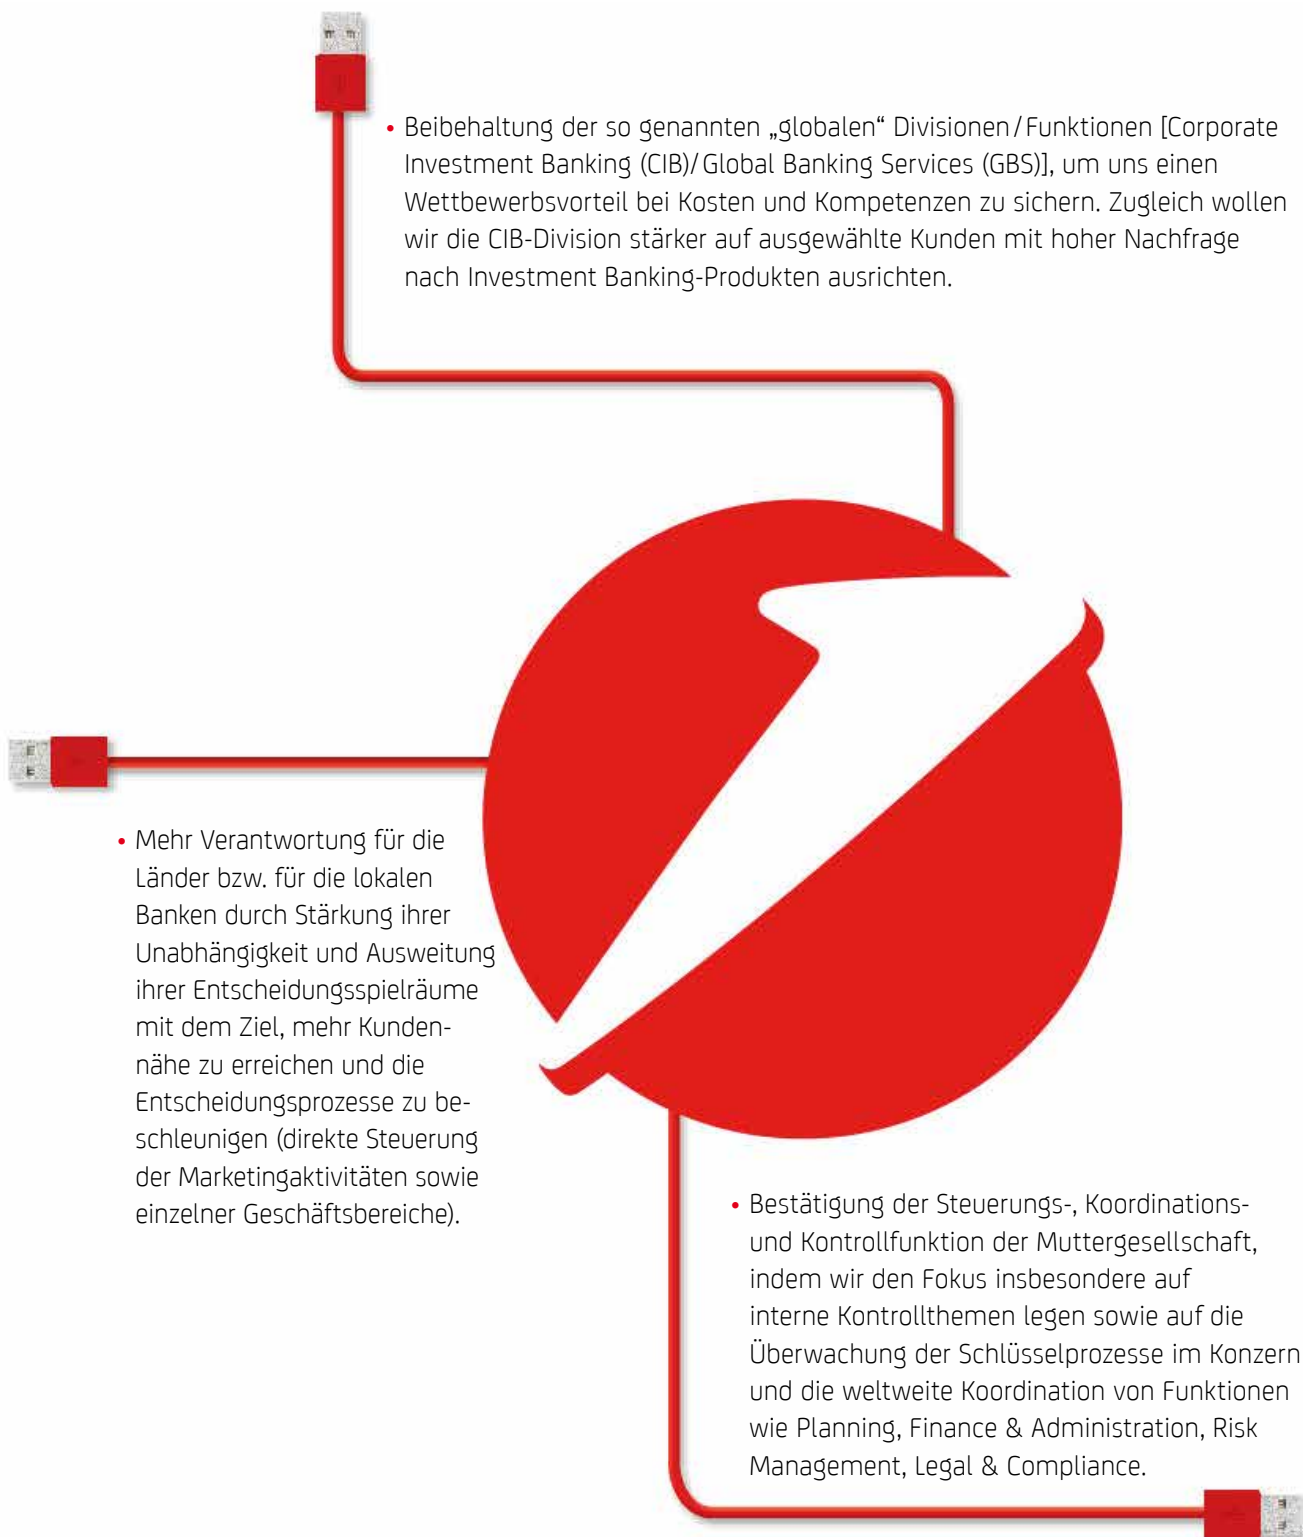 • Beibehaltung der so genannten „globalen“ Divisionen/Funktionen [Corporate
Investment Banking (CIB)/Global Banking Services (GBS)], um uns einen
Wettbewerbsvorteil bei Kosten und Kompetenzen zu sichern. Zugleich wollen
wir die CIB-Division stärker auf ausgewählte Kunden mit hoher Nachfrage
nach Investment Banking-Produkten ausrichten.
• Mehr Verantwortung für die
Länder bzw. für die lokalen
Banken durch Stärkung ihrer
Unabhängigkeit und Ausweitung
ihrer Entscheidungsspielräume
mit dem Ziel, mehr Kunden-
nähe zu erreichen und die
Entscheidungsprozesse zu be-
schleunigen (direkte Steuerung
der Marketingaktivitäten sowie
einzelner Geschäftsbereiche).
• Bestätigung der Steuerungs-, Koordinations-
und Kontrollfunktion der Muttergesellschaft,
indem wir den Fokus insbesondere auf
interne Kontrollthemen legen sowie auf die
Überwachung der Schlüsselprozesse im Konzern
und die weltweite Koordination von Funktionen
wie Planning, Finance & Administration, Risk
Management, Legal & Compliance.